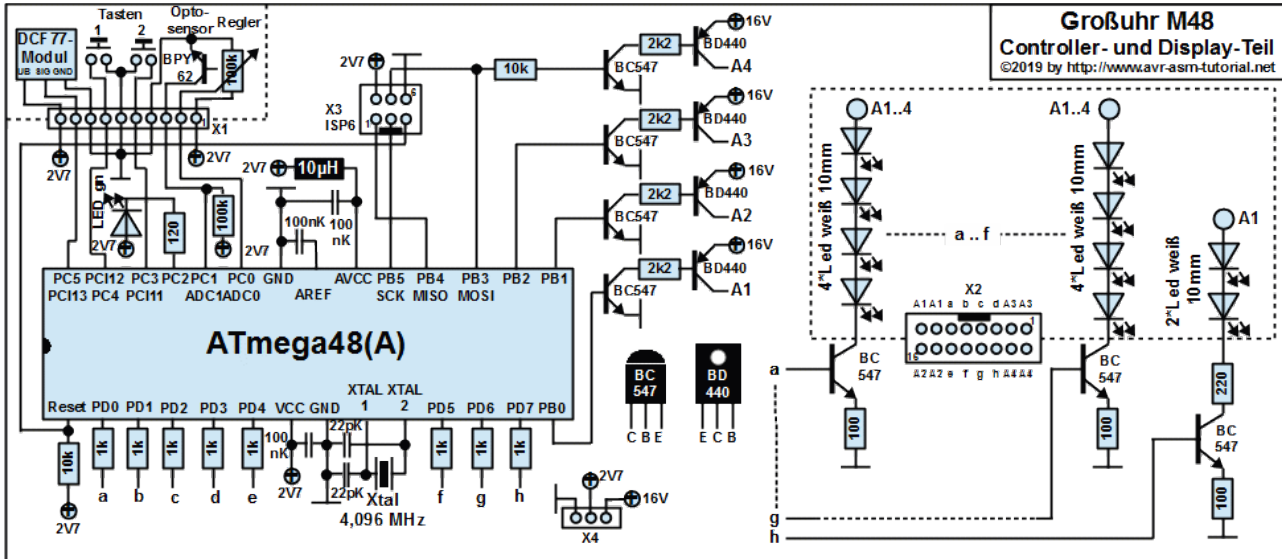 Großuhr M48
Controller- und Display-Teil
©2019 by http://www.avr-asm-tutorial.net
DCF 77-
Modul
UB SIG GND
Tasten
1
2
Opto-
sensor
BPY
62
Regler
100k
1
X1
2V7
2V7
LED_gn
2V7
120
100k
2V7
2V7
10µH
100nK
100
nK
2V7
X3
ISP6
6
1
10k
2k2
BC547
16V
BD440
A4
2k2
BC547
16V
BD440
A3
2k2
BC547
16V
BD440
A2
2k2
BC547
16V
BD440
A1
PC5
PCI13
PCI12
PC4
PC3
PCI11
PC2
PC1
ADC1
PC0
ADC0
GND
AREF
AVCC
PB5
SCK
PB4
MISO
PB3
MOSI
PB2
PB1
ATmega48(A)
Reset
PD0
PD1
PD2
PD3
PD4
VCC
GND
XTAL
1
XTAL
2
PD5
PD6
PD7
PB0
10k
2V7
1k
1k
1k
1k
1k
a
b
c
d
e
100
nK
2V7
22pK
22pK
Xtal
4,096 MHz
1k
1k
1k
f
g
h
BC
547
C B E
BD
440
E C B
2V7
16V
X4
A1..4
4*Led weiß 10mm
a .. f
A1..4
4*Led weiß 10mm
A1
2*Led weiß
10mm
X2
A1 A1 a b c d A3 A3
1
16
A2 A2 e f g h A4 A4
a
BC
547
100
BC
547
100
220
BC
547
100
g
h